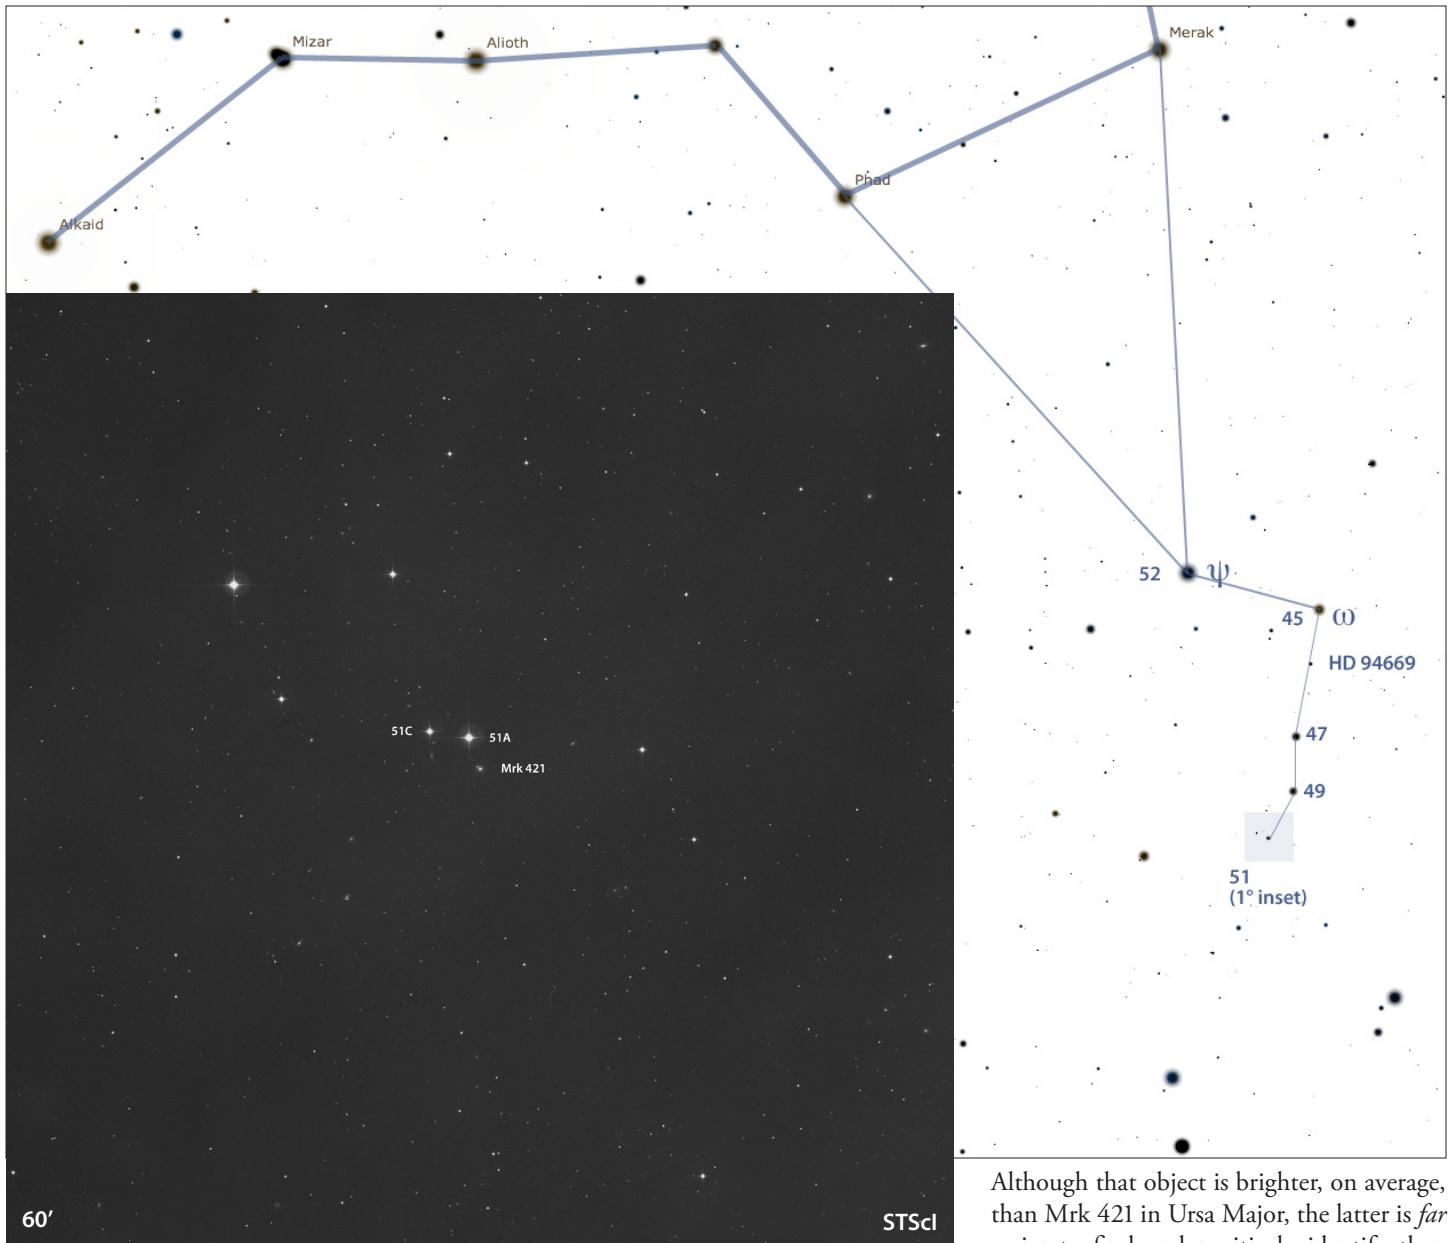 Mizar
Alioth
Merak
Phad
Alkaid
52 ψ
45 ω
HD 94669
47
49
51
(1° inset)
51C
51A
Mrk 421
60′
STScI
Although that object is brighter, on average,
than Mrk 421 in Ursa Major, the latter is far